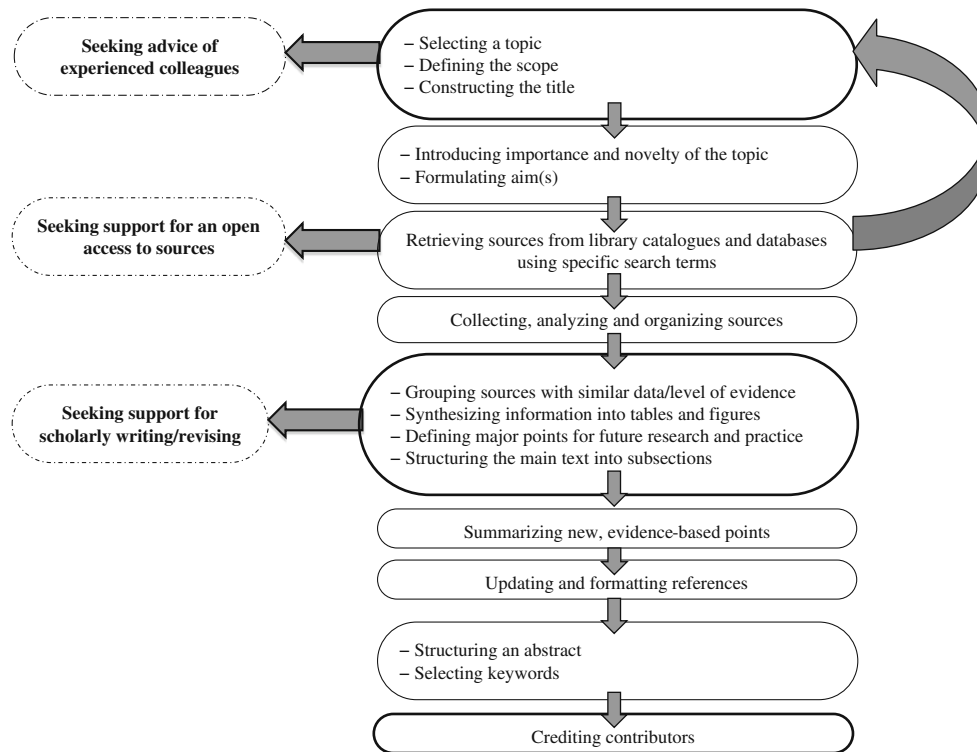 Seeking advice of
experienced colleagues
– Selecting a topic
– Defining the scope
– Constructing the title
– Introducing importance and novelty of the topic
– Formulating aim(s)
Seeking support for an open
access to sources
Retrieving sources from library catalogues and databases
using specific search terms
Collecting, analyzing and organizing sources
Seeking support for
scholarly writing/revising
– Grouping sources with similar data/level of evidence
– Synthesizing information into tables and figures
– Defining major points for future research and practice
– Structuring the main text into subsections
Summarizing new, evidence-based points
Updating and formatting references
– Structuring an abstract
– Selecting keywords
Crediting contributors